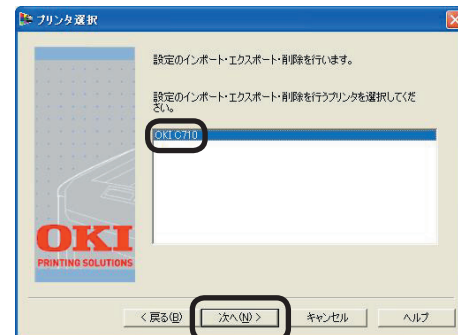 プリンタ選択
設定のインポート・エクスポート・削除を行います。
設定のインポート・エクスポート・削除を行うプリンタを選択してくだ
さい。
OKI C710
OKI
PRINTING SOLUTIONS
< 戻る(B)
次へ(N) >
キャンセル
ヘルプ